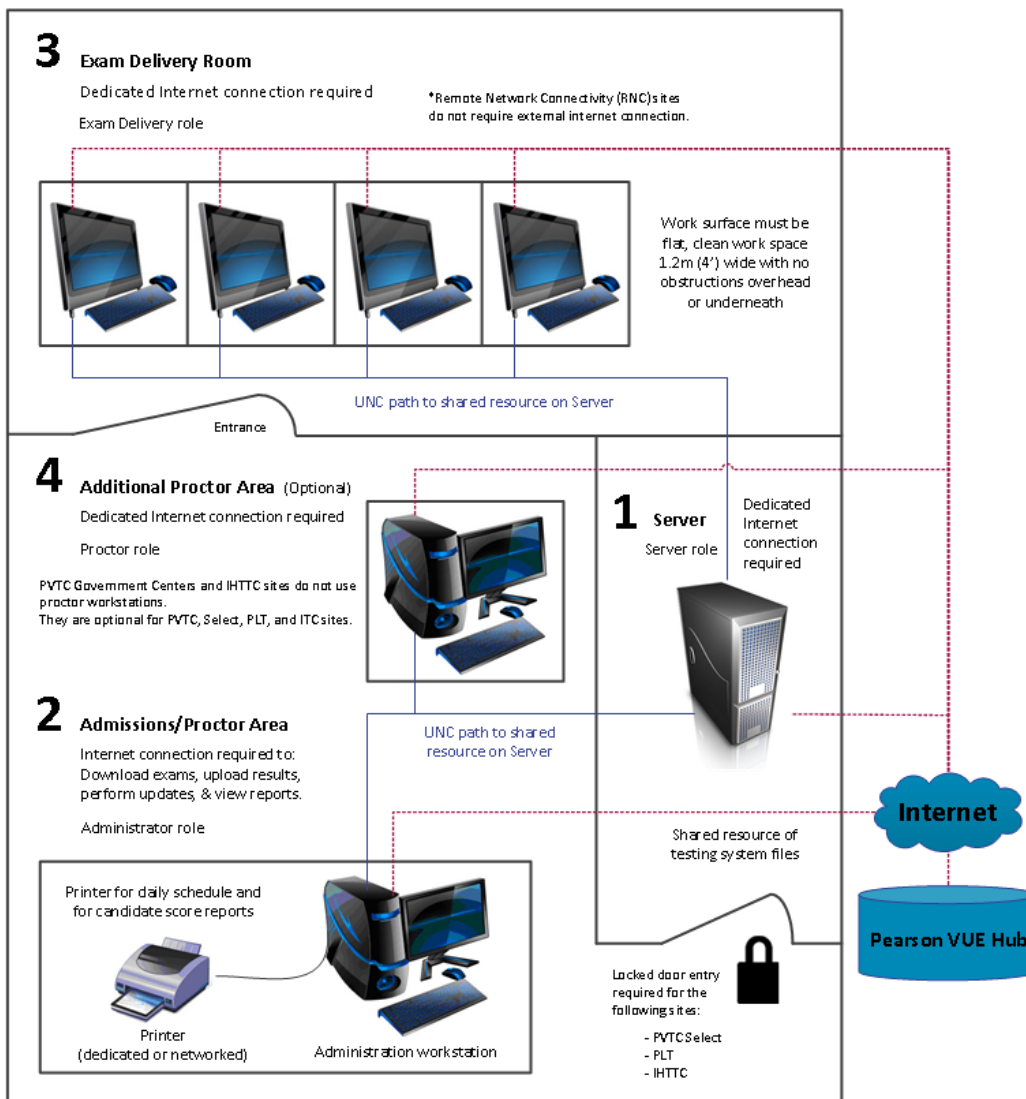 3 Exam Delivery Room
Dedicated Internet connection required
Exam Delivery role
*Remote Network Connectivity (RNC) sites
do not require external internet connection.
Work surface must be
flat, clean work space
1.2m (4') wide with no
obstructions overhead
or underneath
UNC path to shared resource on Server
Entrance
4 Additional Proctor Area (Optional)
Dedicated Internet connection required
Proctor role
PVTC Government Centers and IHTTC sites do not use
proctor workstations.
They are optional for PVTC, Select, PLT, and ITC sites.
1 Server
Server role
Dedicated
Internet
connection
required
2 Admissions/Proctor Area
Internet connection required to:
Download exams, upload results,
perform updates, & view reports.
Administrator role
UNC path to shared
resource on Server
Internet
Shared resource of
testing system files
Pearson VUE Hub
Printer for daily schedule and
for candidate score reports
Printer
(dedicated or networked)
Administration workstation
Locked door entry
required for the
following sites:
- PVTC Select
- PLT
- IHTTC